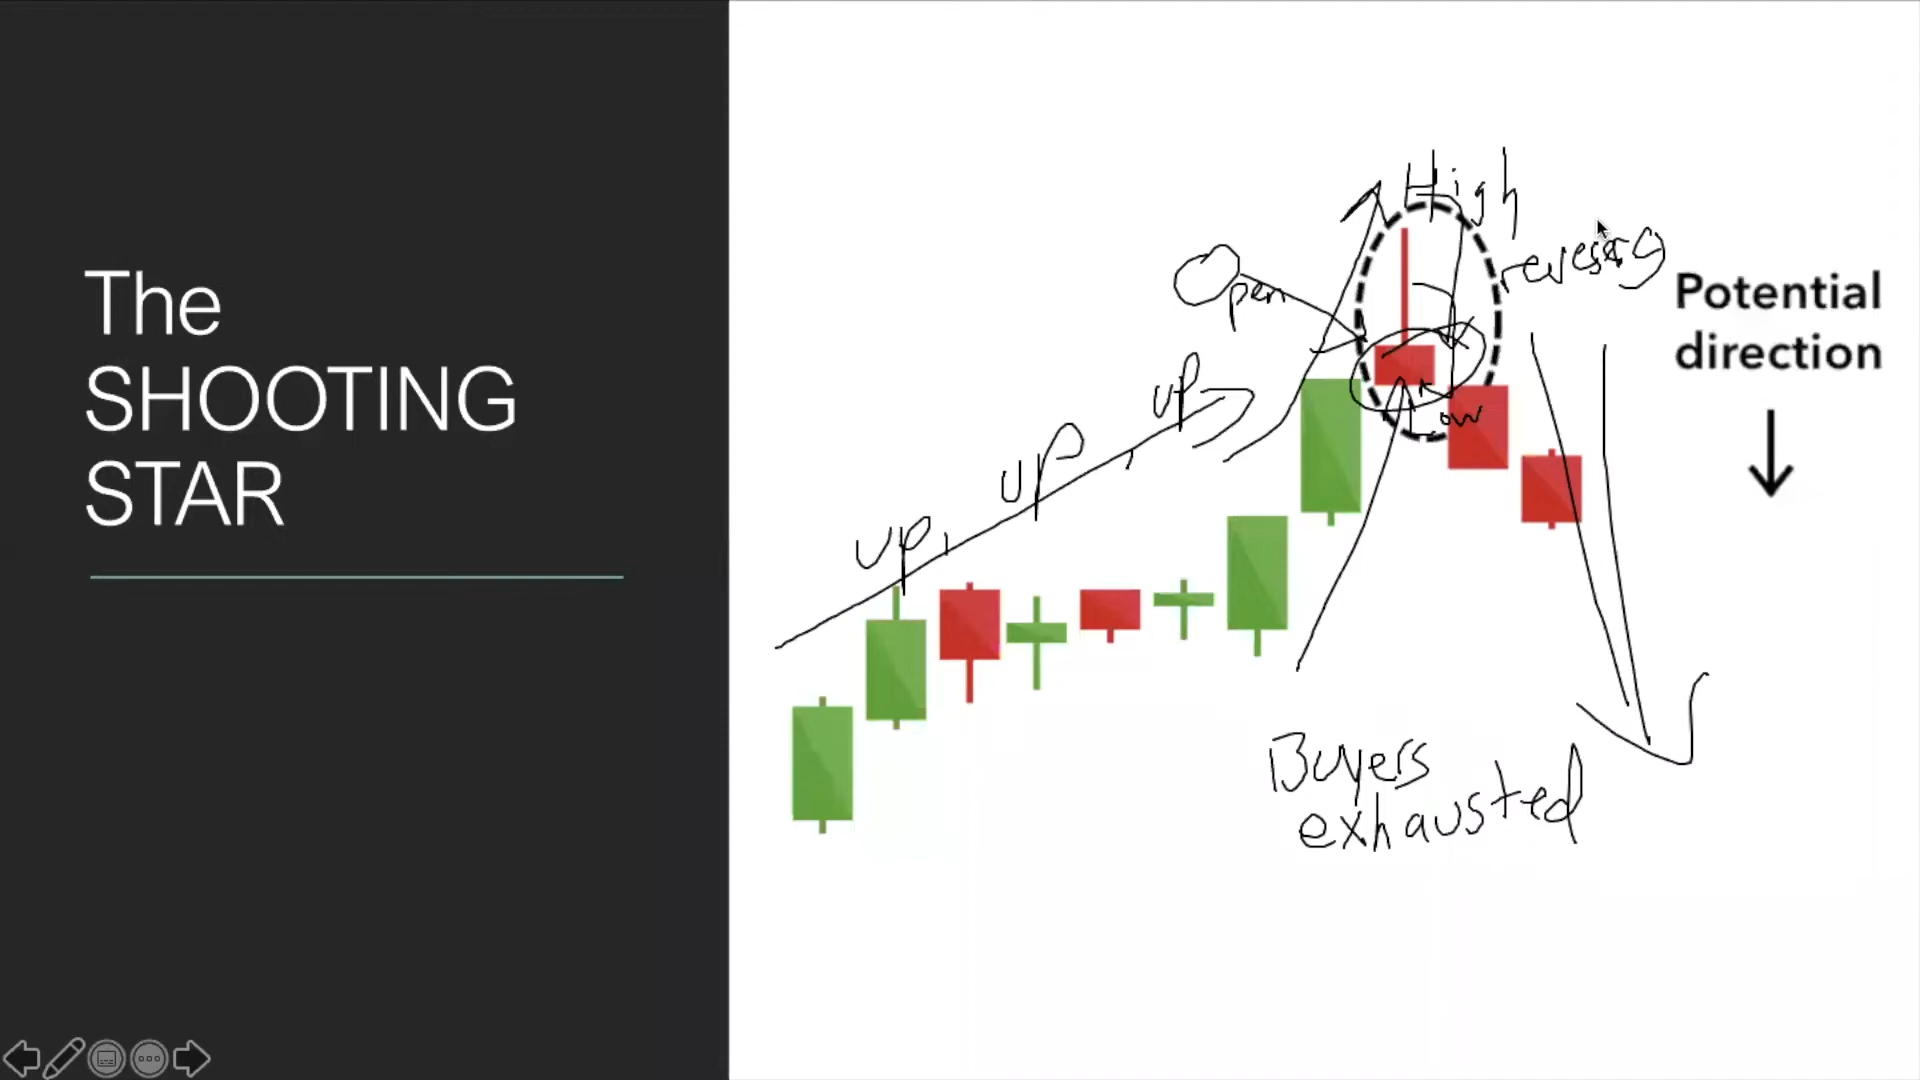 The
SHOOTING
STAR
High
Open
up, up, up
Low
Potential
direction
Buyers
exhausted